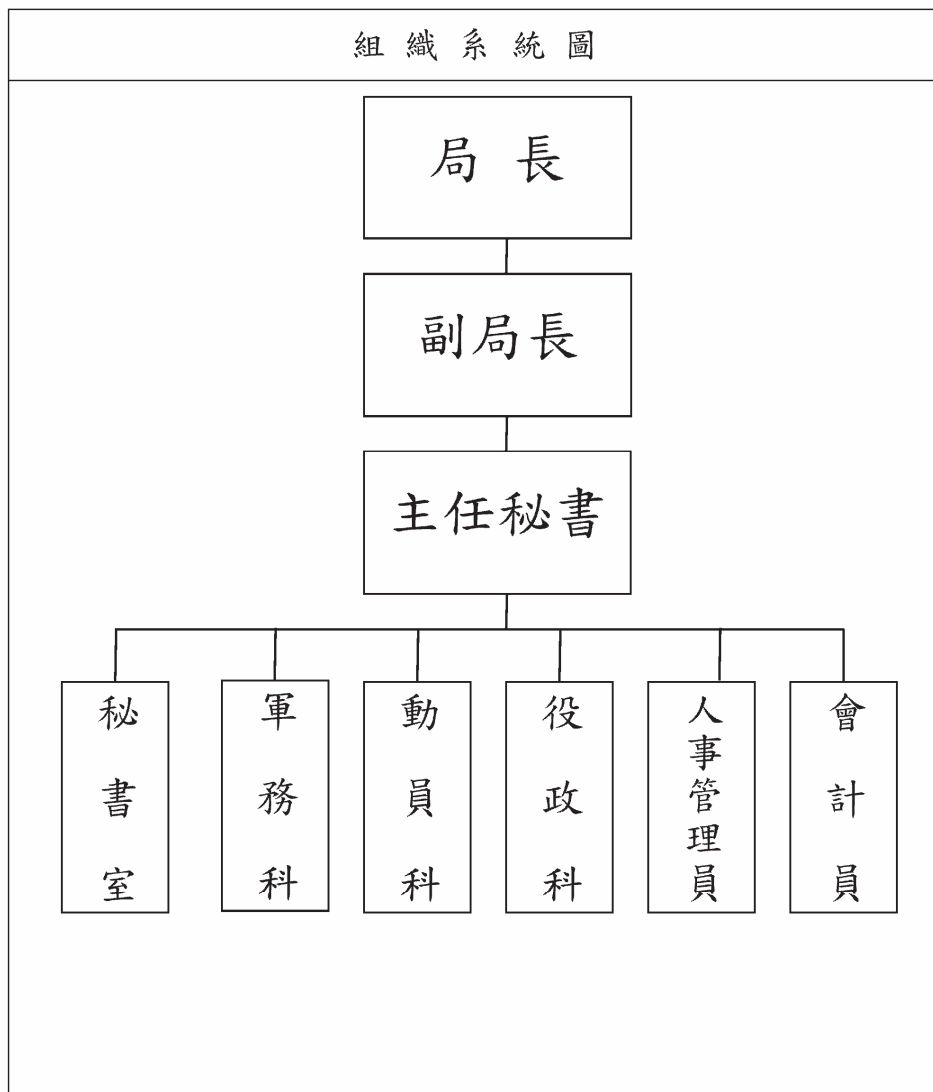 組織系統圖
局長
副局長
主任秘書
秘書室
軍務科
動員科
役政科
人事管理員
會計員